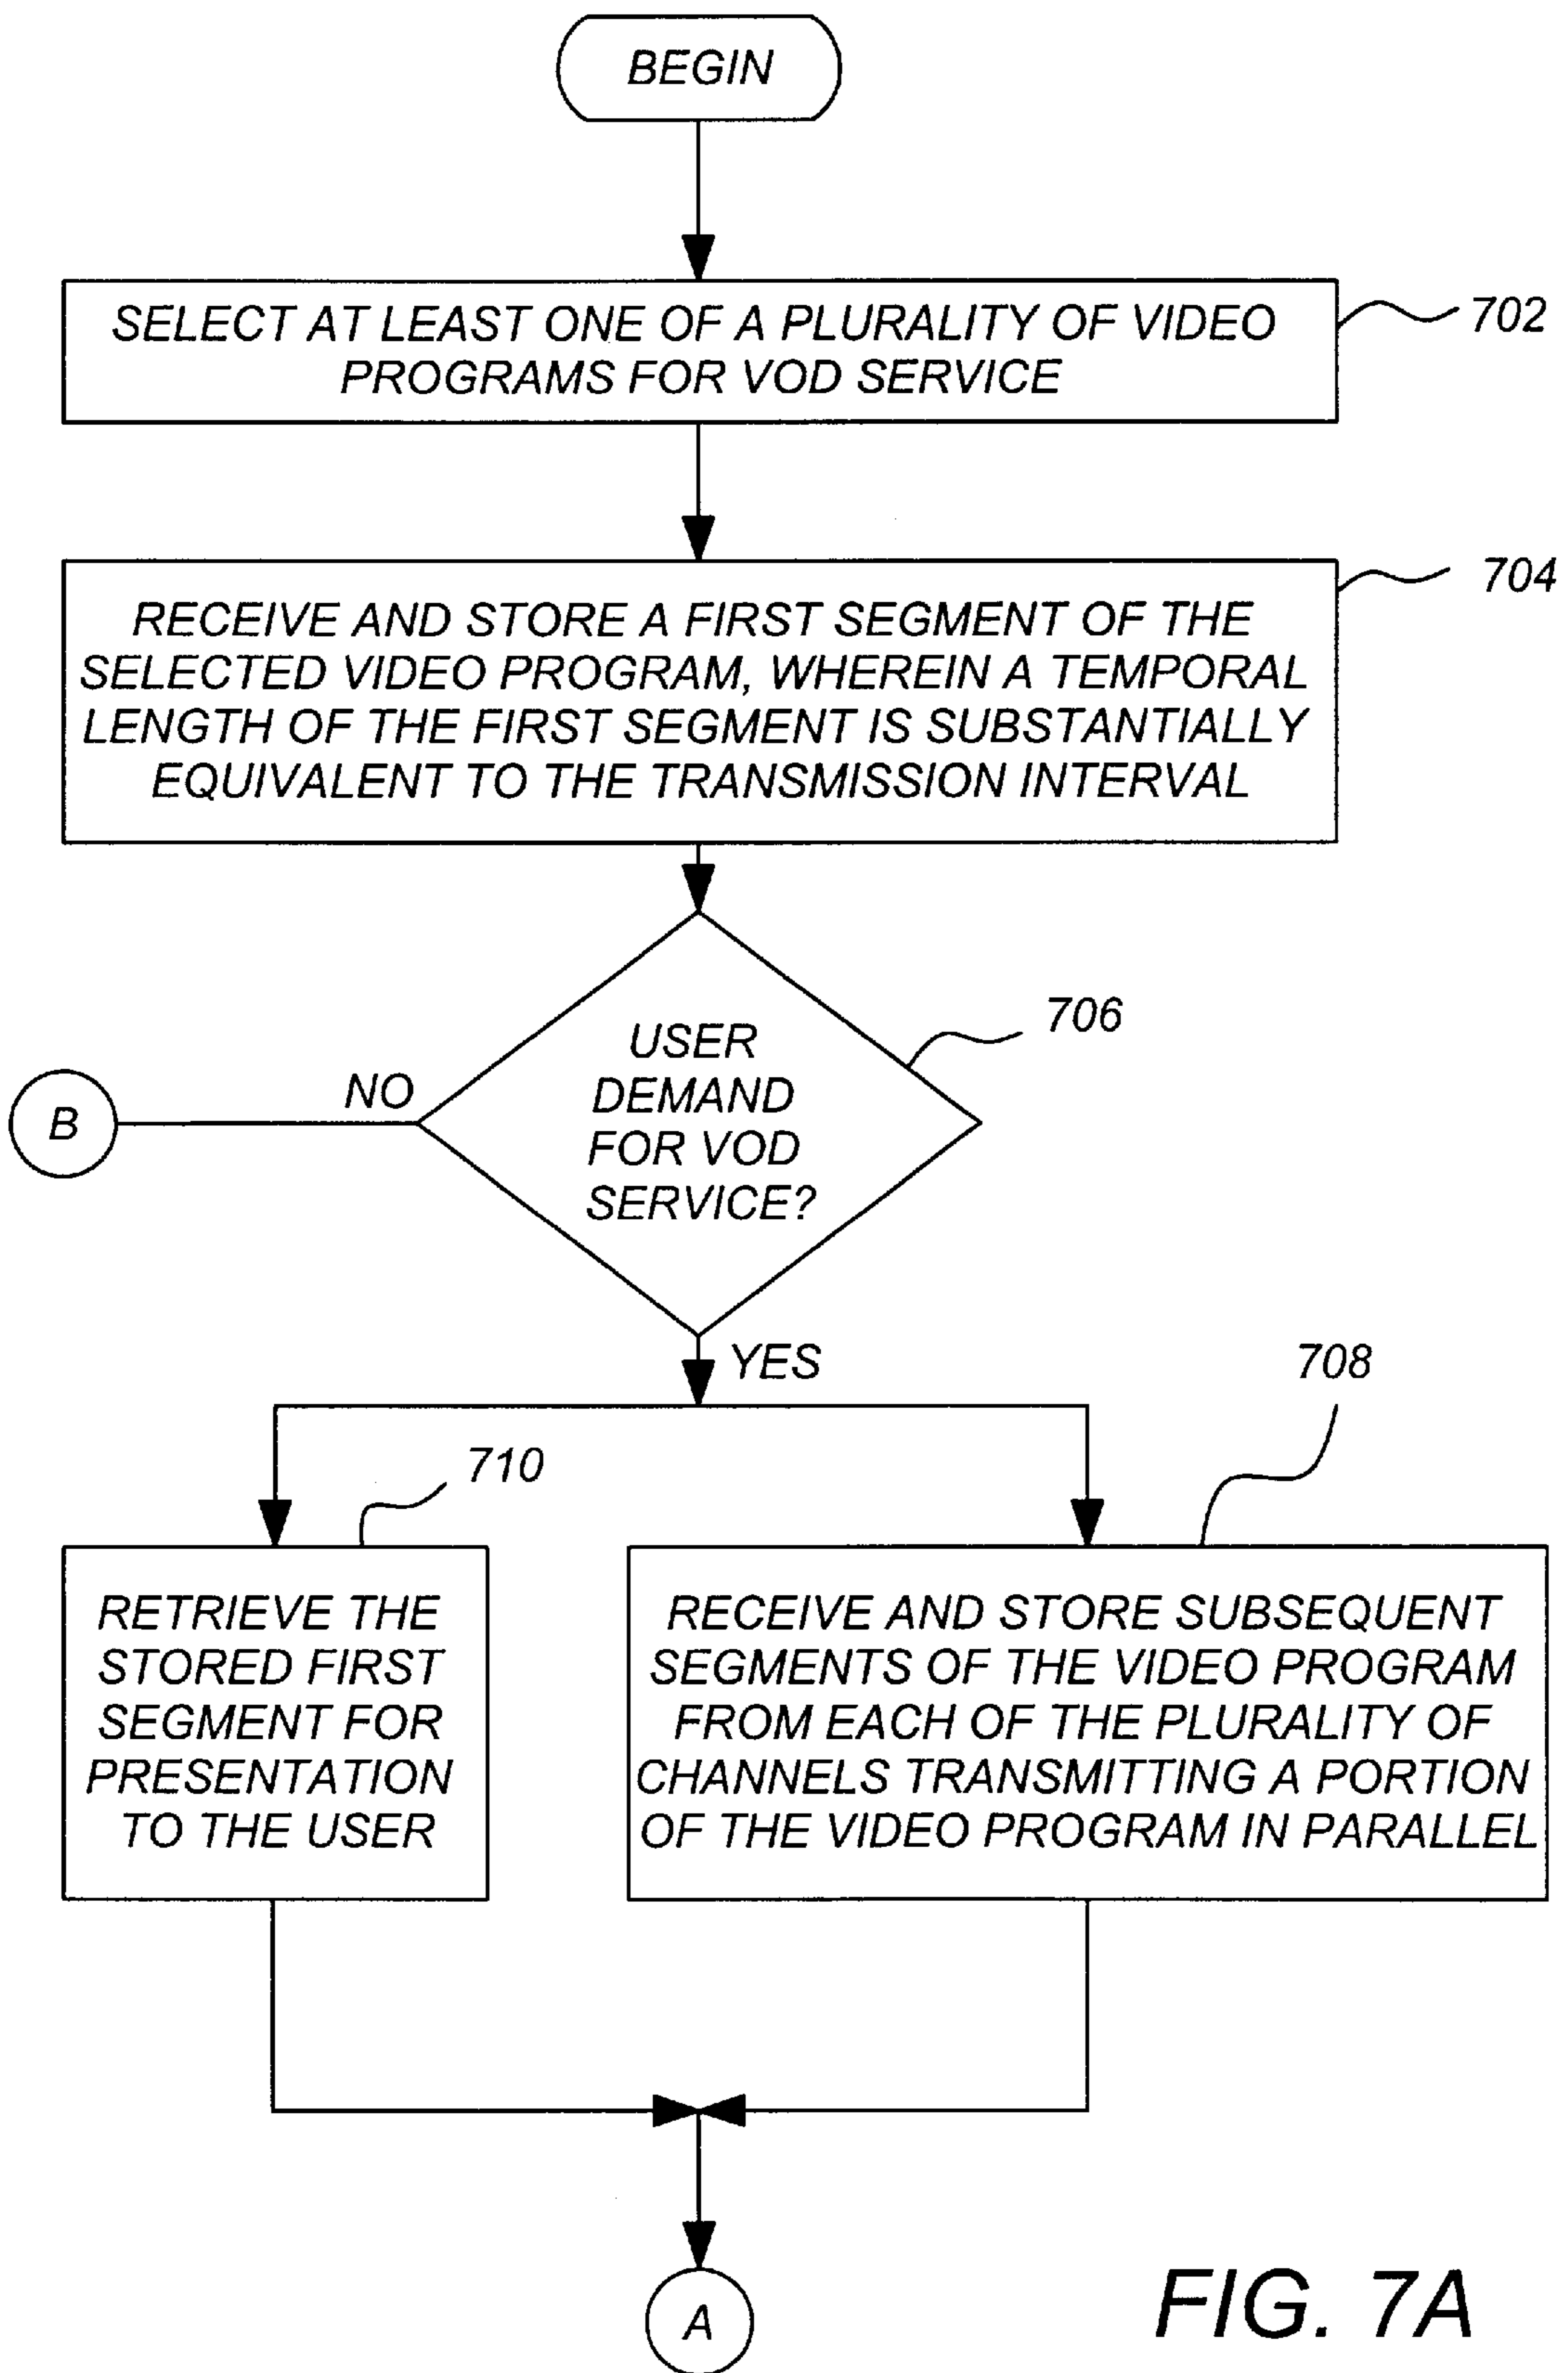 BEGIN
SELECT AT LEAST ONE OF A PLURALITY OF VIDEO
PROGRAMS FOR VOD SERVICE
702
RECEIVE AND STORE A FIRST SEGMENT OF THE
SELECTED VIDEO PROGRAM, WHEREIN A TEMPORAL
LENGTH OF THE FIRST SEGMENT IS SUBSTANTIALLY
EQUIVALENT TO THE TRANSMISSION INTERVAL
704
USER
DEMAND
FOR VOD
SERVICE?
706
NO
B
YES
708
710
RETRIEVE THE
STORED FIRST
SEGMENT FOR
PRESENTATION
TO THE USER
RECEIVE AND STORE SUBSEQUENT
SEGMENTS OF THE VIDEO PROGRAM
FROM EACH OF THE PLURALITY OF
CHANNELS TRANSMITTING A PORTION
OF THE VIDEO PROGRAM IN PARALLEL
A
FIG. 7A